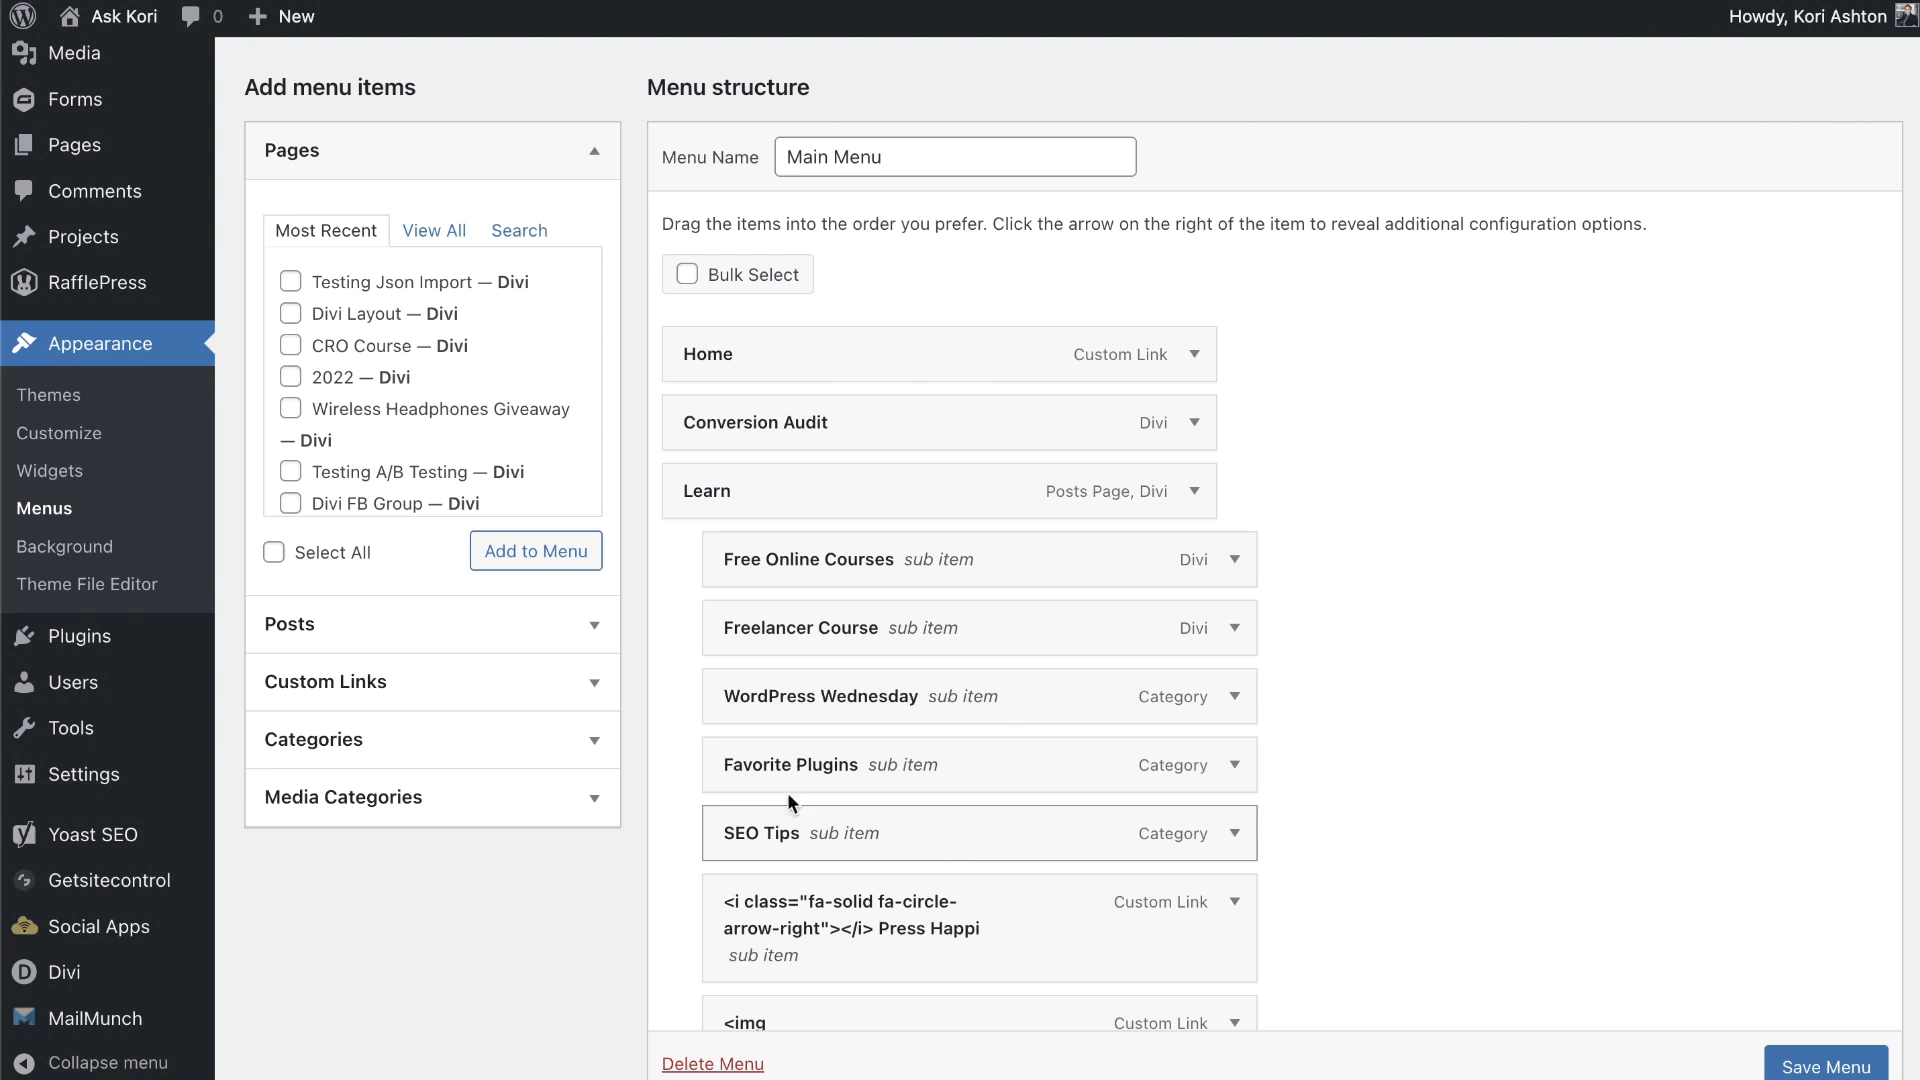 Ask Kori
0
New
Howdy, Kori Ashton
Media
Forms
Pages
Comments
Projects
RafflePress
Appearance
Themes
Customize
Widgets
Menus
Background
Theme File Editor
Plugins
Users
Tools
Settings
Yoast SEO
Getsitecontrol
Social Apps
Divi
MailMunch
Collapse menu
Add menu items
Pages
Most Recent
View All
Search
Testing Json Import — Divi
Divi Layout — Divi
CRO Course — Divi
2022 — Divi
Wireless Headphones Giveaway
— Divi
Testing A/B Testing — Divi
Divi FB Group — Divi
Select All
Add to Menu
Posts
Custom Links
Categories
Media Categories
Menu structure
Menu Name
Main Menu
Drag the items into the order you prefer. Click the arrow on the right of the item to reveal additional configuration options.
Bulk Select
Home Custom Link
Conversion Audit Divi
Learn Posts Page, Divi
Free Online Courses sub item Divi
Freelancer Course sub item Divi
WordPress Wednesday sub item Category
Favorite Plugins sub item Category
SEO Tips sub item Category
<i class="fa-solid fa-circle- Custom Link
arrow-right"></i> Press Happi
sub item
<img Custom Link
Delete Menu
Save Menu